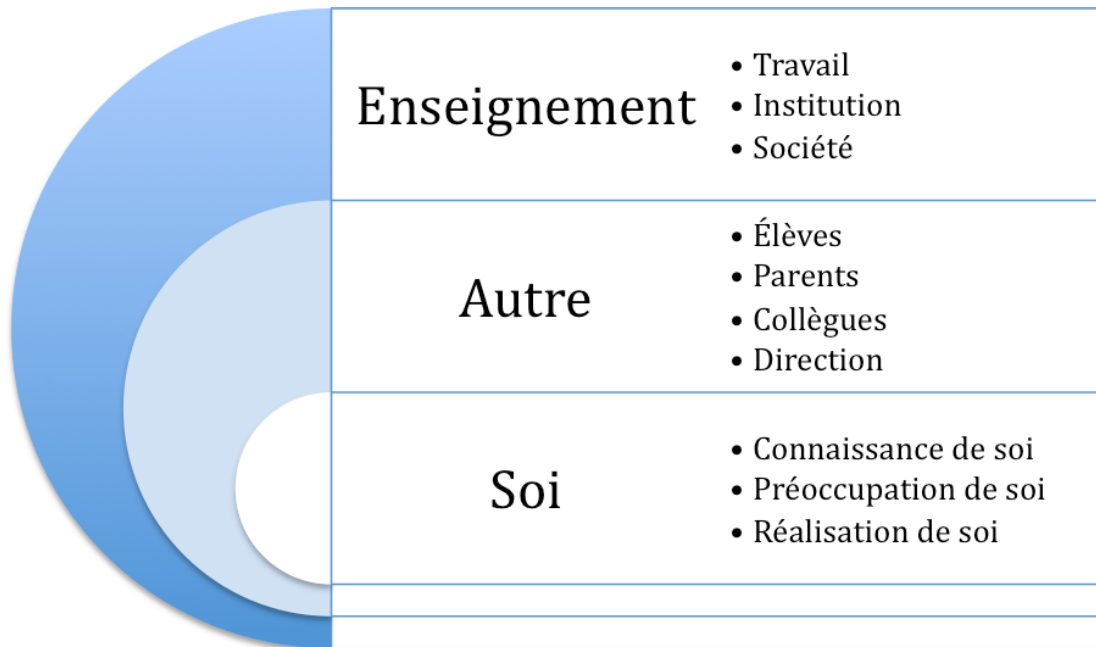 Enseignement
• Travail
• Institution
• Société
Autre
• Élèves
• Parents
• Collègues
• Direction
Soi
• Connaissance de soi
• Préoccupation de soi
• Réalisation de soi